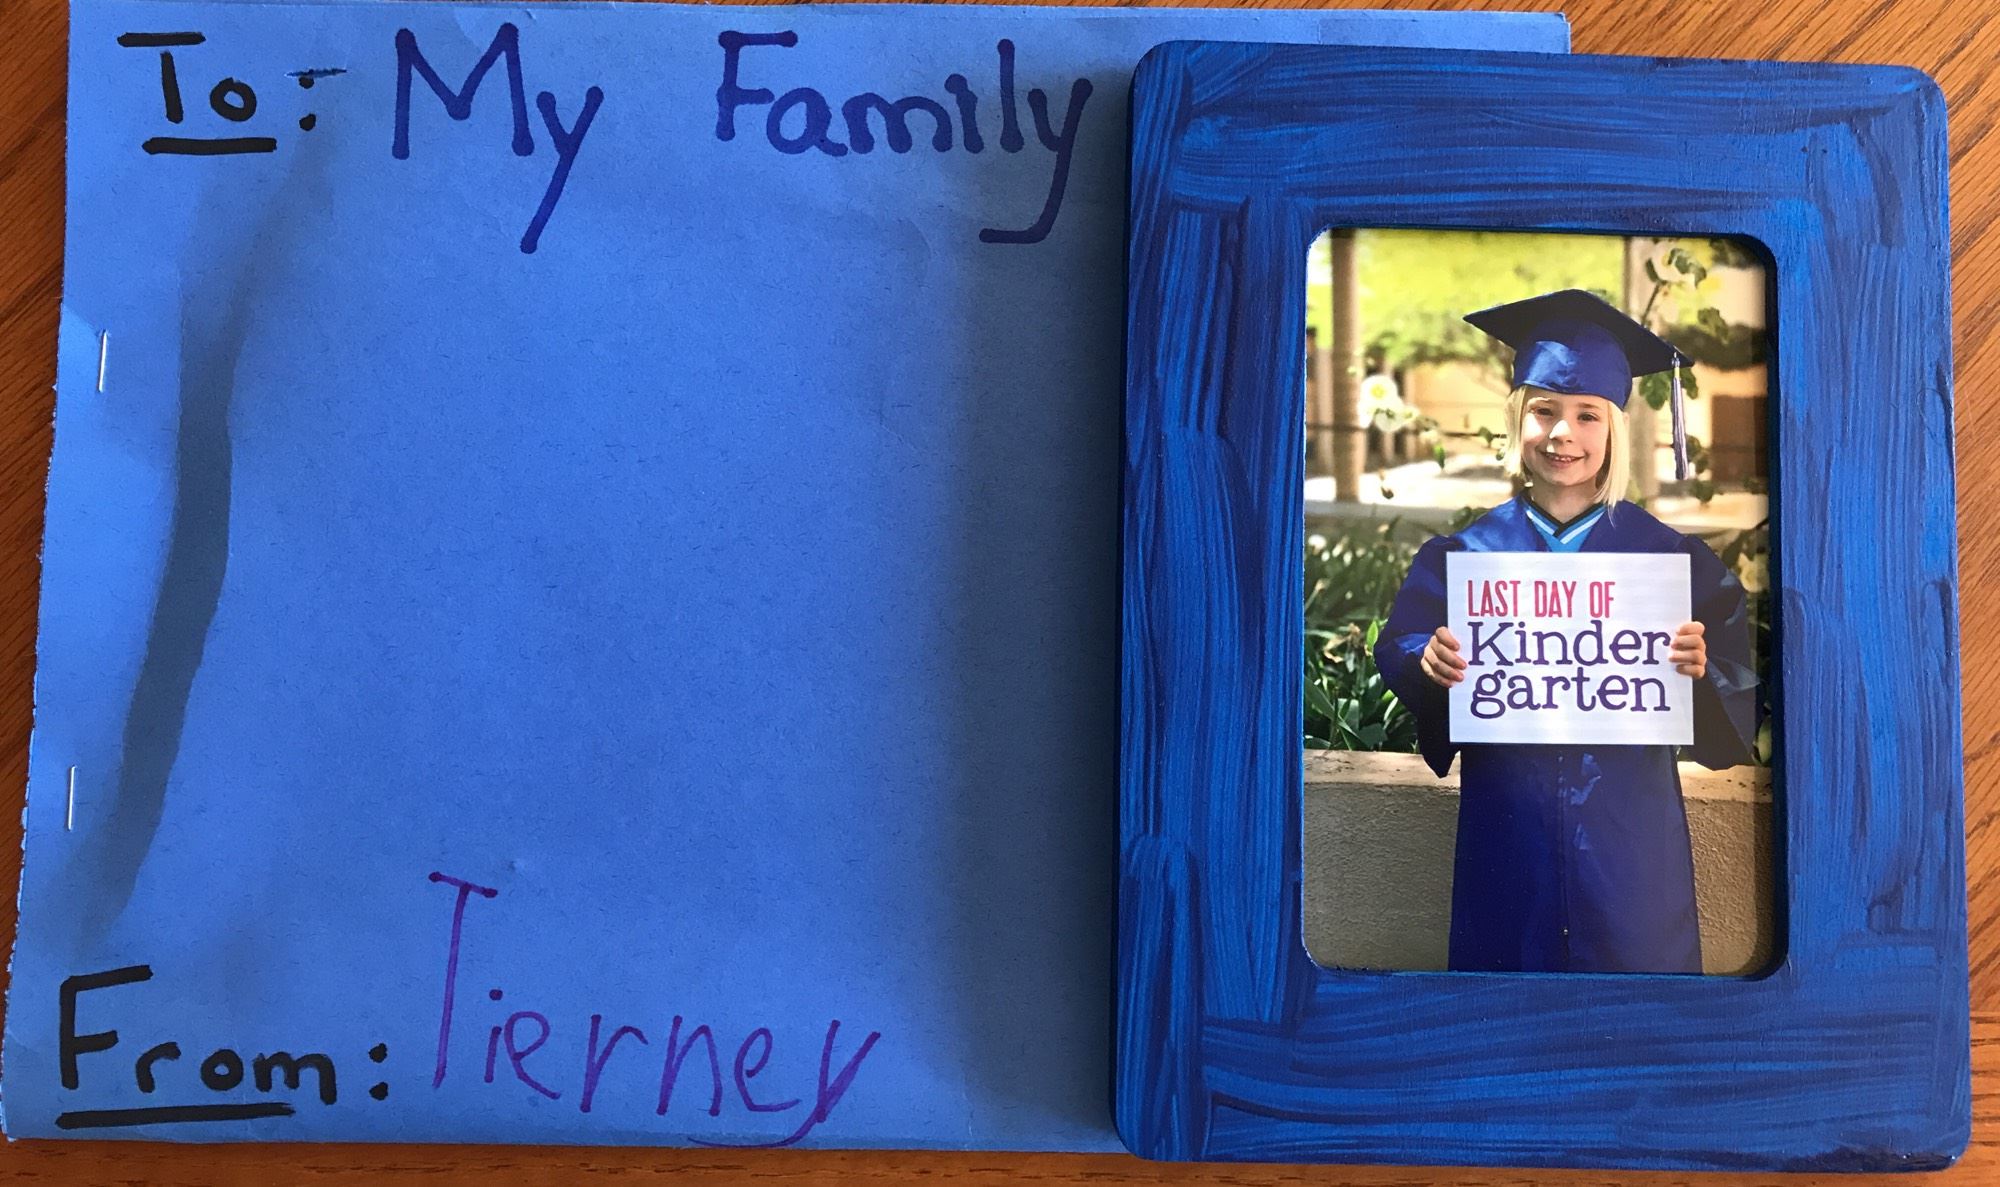 To: My Family
From: Tierney
LAST DAY OF
Kinder
garten